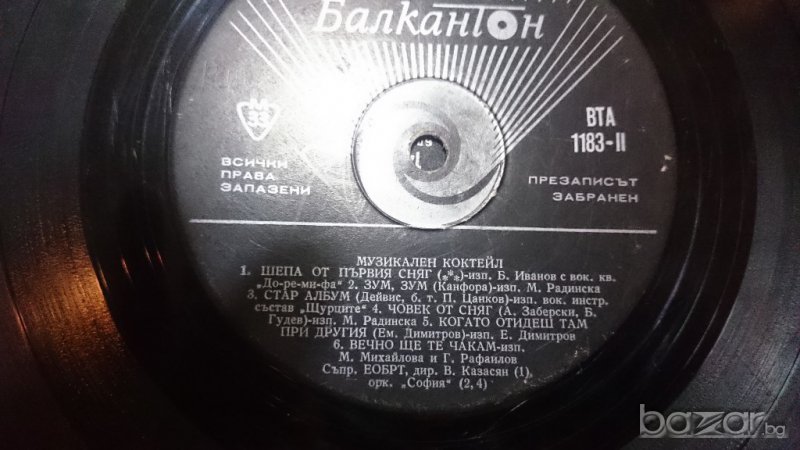 Балкантон
M
33
ВСИЧКИ
ПРАВА
ЗАПАЗЕНИ
ВТА
1183-II
ПРЕЗАПИСЪТ
ЗАБРАНЕН
МУЗИКАЛЕН КОКТЕЙЛ
1. ШЕПА ОТ ПЪРВИЯ СНЯГ (***)-изп. Б. Иванов с вок. кв.
„До-ре-ми-фа“ 2. ЗУМ, ЗУМ (Канфора)-изп. М. Радинска
3. СТАР АЛБУМ (Дейвис, б. т. П. Цанков)-изп. вок. инстр.
състав „Щурците“ 4. ЧОВЕК ОТ СНЯГ (А. Заберски, Б.
Гудев)-изп. М. Радинска 5. КОГАТО ОТИДЕШ ТАМ
ПРИ ДРУГИЯ (Ем. Димитров)-изп. Е. Димитров
6. ВЕЧНО ЩЕ ТЕ ЧАКАМ-изп.
М. Михайлова и Г. Рафаилов
Съпр. ЕОБРТ, дир. В. Казасян (1),
орк. „София“ (2,4)
bazar.bg